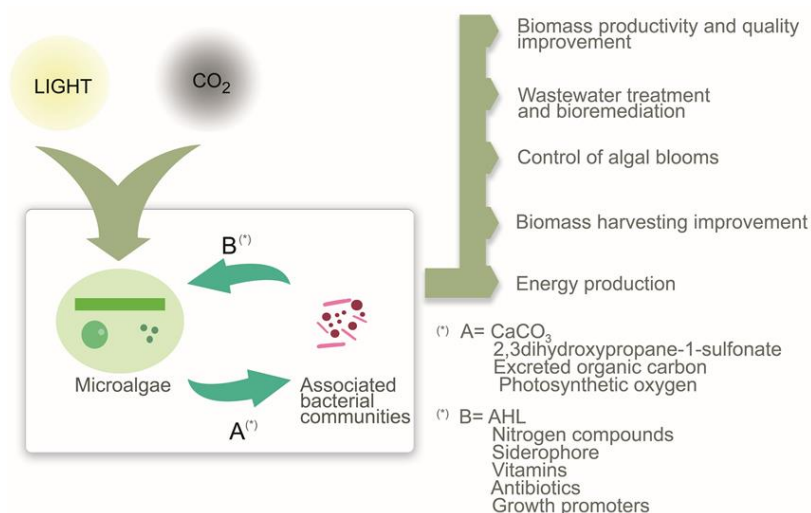 LIGHT
CO₂
B(*)
Microalgae
Associated
bacterial
communities
A(*)
Biomass productivity and quality
improvement
Wastewater treatment
and bioremediation
Control of algal blooms
Biomass harvesting improvement
Energy production
(*) A= CaCO₃
2,3dihydroxypropane-1-sulfonate
Excreted organic carbon
Photosynthetic oxygen
(*) B= AHL
Nitrogen compounds
Siderophore
Vitamins
Antibiotics
Growth promoters